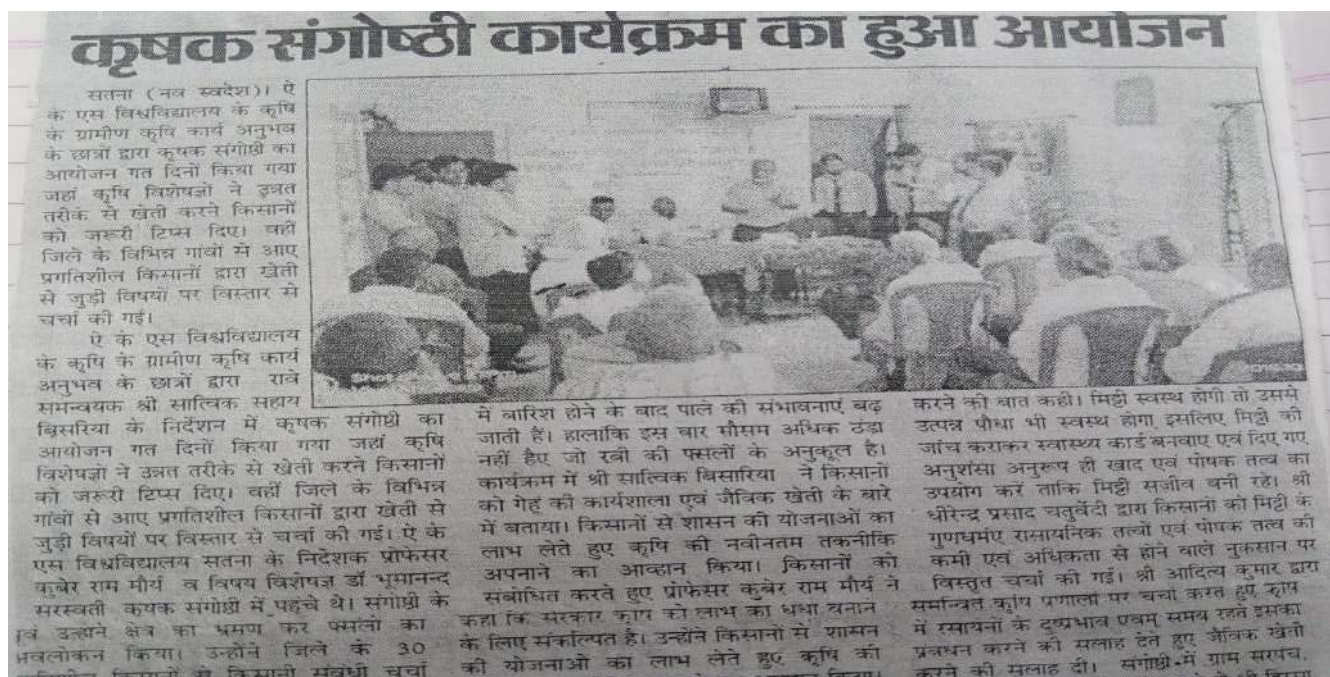 कृषक संगोष्ठी कार्यक्रम का हुआ आयोजन
सतना (नव स्वदेश)। ऐ
के एस विश्वविद्यालय के कृषि
के ग्रामीण कृषि कार्य अनुभव
के छात्रों द्वारा कृषक संगोष्ठी का
आयोजन गत दिनों किया गया
जहां कृषि विशेषज्ञों ने उन्नत
तरीके से खेती करने किसानों
को जरूरी टिप्स दिए। वहीं
जिले के विभिन्न गांवों से आए
प्रगतिशील किसानों द्वारा खेती
से जुड़ी विषयों पर विस्तार से
चर्चा की गई।
ऐ के एस विश्वविद्यालय
के कृषि के ग्रामीण कृषि कार्य
अनुभव के छात्रों द्वारा रावे
समन्वयक श्री सात्विक सहाय
बिसरिया के निर्देशन में कृषक संगोष्ठी का
आयोजन गत दिनों किया गया जहां कृषि
विशेषज्ञों ने उन्नत तरीके से खेती करने किसानों
को जरूरी टिप्स दिए। वहीं जिले के विभिन्न
गांवों से आए प्रगतिशील किसानों द्वारा खेती से
जुड़ी विषयों पर विस्तार से चर्चा की गई। ऐ के
एस विश्वविद्यालय सतना के निर्देशक प्रोफेसर
कुबेर राम मौर्य व विषय विशेषज्ञ डॉ भूमानन्द
सरस्वती कृषक संगोष्ठी में पहुंचे थे। संगोष्ठी के
उन्होंने क्षेत्र का भ्रमण कर फ्सलों का
अवलोकन किया। उन्होंने जिले के 30
किसानों से किसानी संबंधी चर्चा
में बारिश होने के बाद पाले की संभावनाएं बढ़
जाती हैं। हालांकि इस बार मौसम अधिक ठंडा
नहीं हैए जो रबी की फ्सलों के अनुकूल है।
कार्यक्रम में श्री सात्विक बिसारिया ने किसानों
को गेहूं की कार्यशाला एवं जैविक खेती के बारे
में बताया। किसानों से शासन की योजनाओं का
लाभ लेते हुए कृषि की नवीनतम तकनीकि
अपनाने का आव्हान किया। किसानों को
संबोधित करते हुए प्रोफेसर कुबेर राम मौर्य ने
कहा कि सरकार कृषि को लाभ का धंधा बनाने
के लिए संकल्पित है। उन्होंने किसानों से शासन
की योजनाओं का लाभ लेते हुए कृषि की
करने की बात कही। मिट्टी स्वस्थ होगी तो उसमे
उत्पन्न पौधा भी स्वस्थ होगा इसलिए मिट्टी की
जांच कराकर स्वास्थ्य कार्ड बनवाए एवं दिए गए
अनुशंसा अनुरूप ही खाद एवं पोषक तत्व का
उपयोग करें ताकि मिट्टी सजीव बनी रहे। श्री
धीरेन्द्र प्रसाद चतुर्वेदी द्वारा किसानों को मिट्टी के
गुणधर्मए रासायनिक तत्वों एवं पोषक तत्व की
कमी एवं अधिकता से होने वाले नुकसान पर
विस्तृत चर्चा की गई। श्री आदित्य कुमार द्वारा
समन्वित कृषि प्रणाली पर चर्चा करते हुए कृषि
में रसायनों के दुष्प्रभाव एवम् समय रहते इसका
प्रबंधन करने की सलाह देते हुए जैविक खेती
करने की सलाह दी। संगोष्ठी में ग्राम सरपंच,